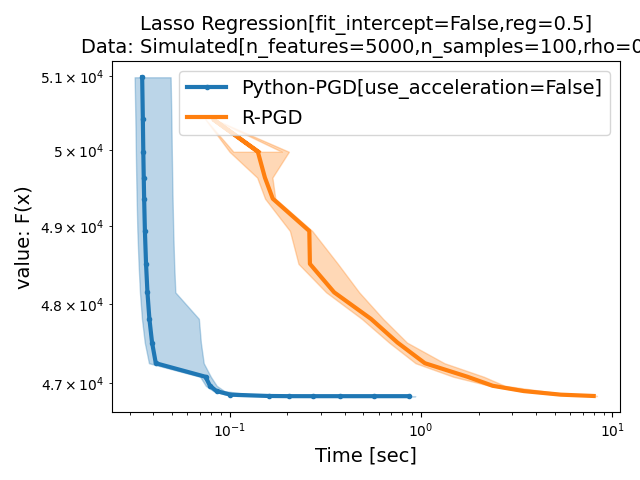 Lasso Regression[fit_intercept=False,reg=0.5]
Data: Simulated[n_features=5000,n_samples=100,rho=0
Python-PGD[use_acceleration=False]
R-PGD
value: F(x)
5.1 × 10⁴
5 × 10⁴
4.9 × 10⁴
4.8 × 10⁴
4.7 × 10⁴
10⁻¹
10⁰
10¹
Time [sec]